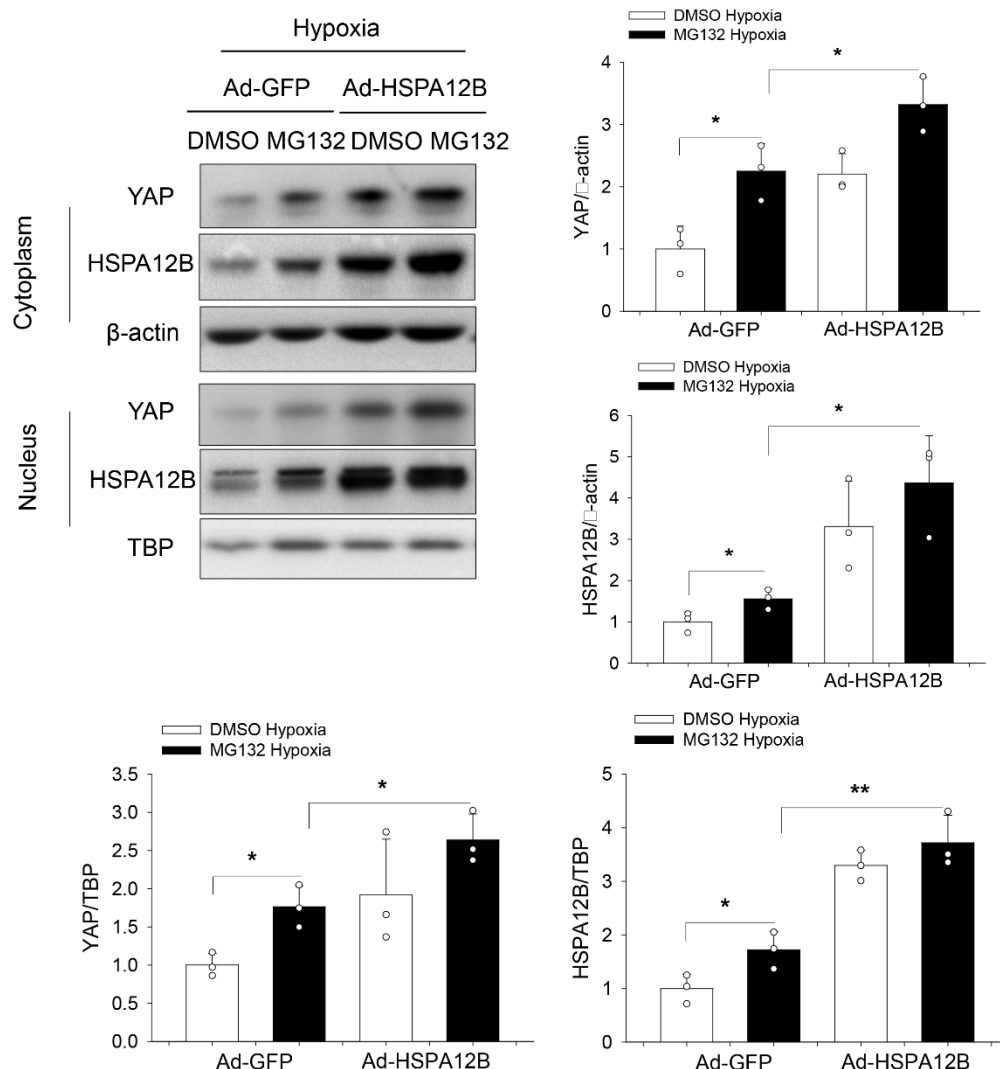 Hypoxia
Ad-GFP Ad-HSPA12B
DMSO MG132 DMSO MG132
Cytoplasm
YAP
HSPA12B
β-actin
Nucleus
YAP
HSPA12B
TBP
DMSO Hypoxia
MG132 Hypoxia
YAP/□-actin
4
3
2
1
0
*
*
Ad-GFP Ad-HSPA12B
DMSO Hypoxia
MG132 Hypoxia
HSPA12B/□-actin
6
5
4
3
2
1
0
*
*
Ad-GFP Ad-HSPA12B
DMSO Hypoxia
MG132 Hypoxia
YAP/TBP
3.5
3.0
2.5
2.0
1.5
1.0
0.5
0.0
*
*
Ad-GFP Ad-HSPA12B
DMSO Hypoxia
MG132 Hypoxia
HSPA12B/TBP
5
4
3
2
1
0
*
**
Ad-GFP Ad-HSPA12B